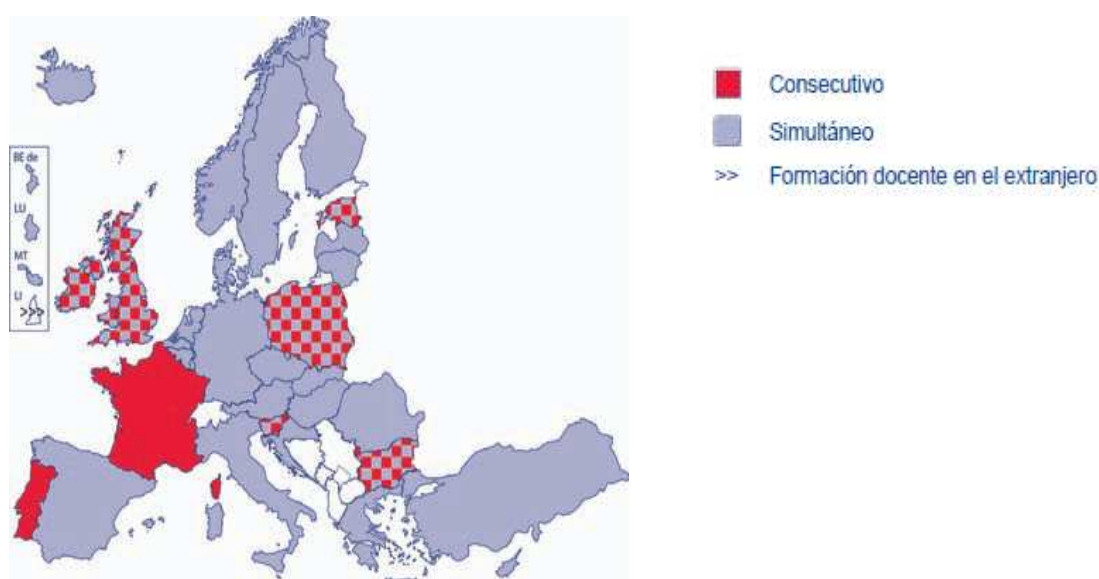 BE de
LU
MT
LI
>>>
Consecutivo
Simultáneo
>> Formación docente en el extranjero